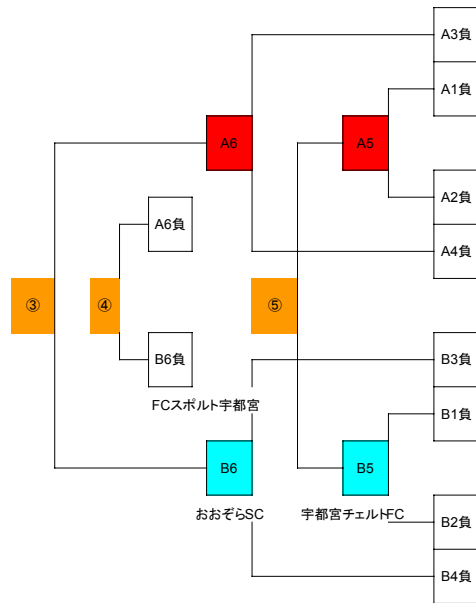 A3負
A1負
A6
A5
A2負
A6負
A4負
③
④
⑤
B6負
B3負
FCスポルト宇都宮
B1負
B6
B5
おおぞらSC
宇都宮チェルトFC
B2負
B4負